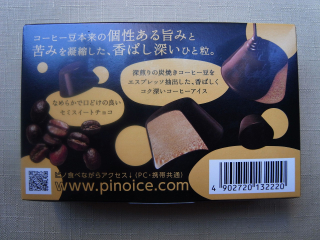 コーヒー豆本来の個性ある旨みと
苦みを凝縮した、香ばし深いひと粒。
深煎りの炭焼きコーヒー豆を
エスプレッソ抽出した、香ばしく
コク深いコーヒーアイス
なめらかで口どけの良い
セミスイートチョコ
ピノ食べながらアクセス↓(PC・携帯共通)
www.pinoice.com
4 902720 132220